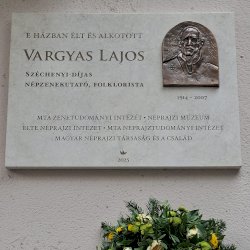 E HÁZBAN ÉLT ÉS ALKOTOTT
VARGYAS LAJOS
SZÉCHENYI-DÍJAS
NÉPZENEKUTATÓ, FOLKLORISTA
1914 - 2007
MTA ZENETUDOMÁNYI INTÉZET • NÉPRAJZI MÚZEUM
ELTE NÉPRAJZI INTÉZET • MTA NÉPRAJZTUDOMÁNYI INTÉZET
MAGYAR NÉPRAJZI TÁRSASÁG ÉS A CSALÁD
2015